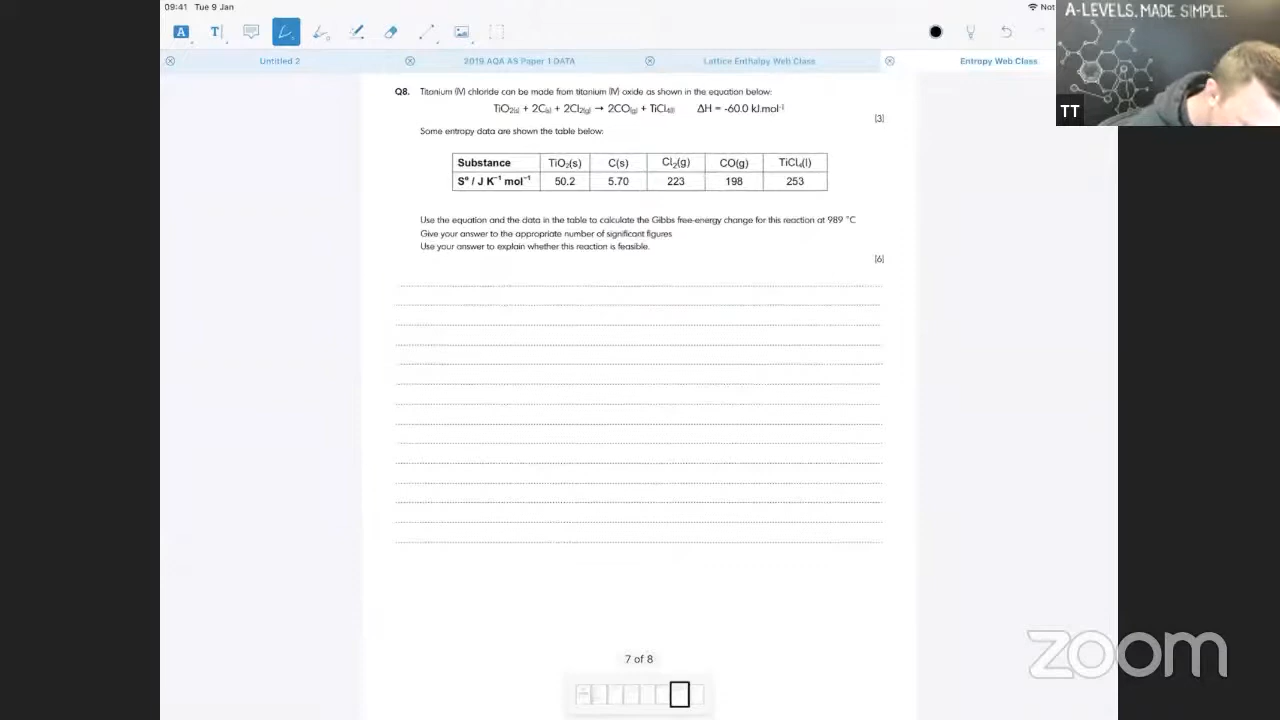 09:41 Tue 9 Jan
Not
A-LEVELS. MADE SIMPLE.
A T
Untitled 2
2019 AQA AS Paper 1 DATA
Lattice Enthalpy Web Class
Entropy Web Class
TT
Q8. Titanium (IV) chloride can be made from titanium (IV) oxide as shown in the equation below:
TiO₂(s) + 2C(s) + 2Cl₂(g) → 2CO(g) + TiCl₄(l) ΔH = -60.0 kJ.mol⁻¹
[3]
Some entropy data are shown the table below:
Substance TiO₂(s) C(s) Cl₂(g) CO(g) TiCl₄(l)
S° / J K⁻¹ mol⁻¹ 50.2 5.70 223 198 253
Use the equation and the data in the table to calculate the Gibbs free-energy change for this reaction at 989 °C
Give your answer to the appropriate number of significant figures
Use your answer to explain whether this reaction is feasible.
[6]
7 of 8
zoom